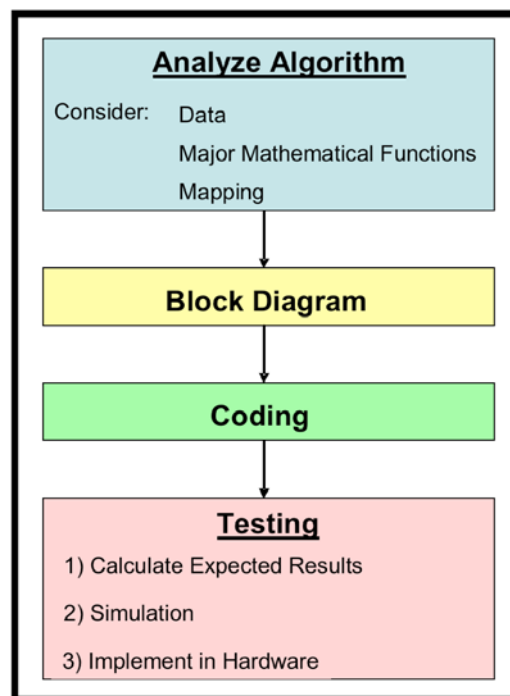 Analyze Algorithm
Consider: Data
Major Mathematical Functions
Mapping
Block Diagram
Coding
Testing
1) Calculate Expected Results
2) Simulation
3) Implement in Hardware